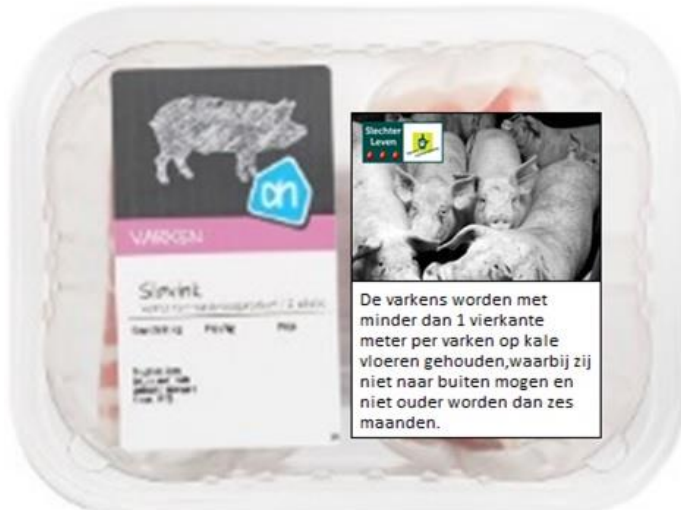 ah
VARKEN
Slavink
Slechter
Leven
De varkens worden met
minder dan 1 vierkante
meter per varken op kale
vloeren gehouden,waarbij zij
niet naar buiten mogen en
niet ouder worden dan zes
maanden.